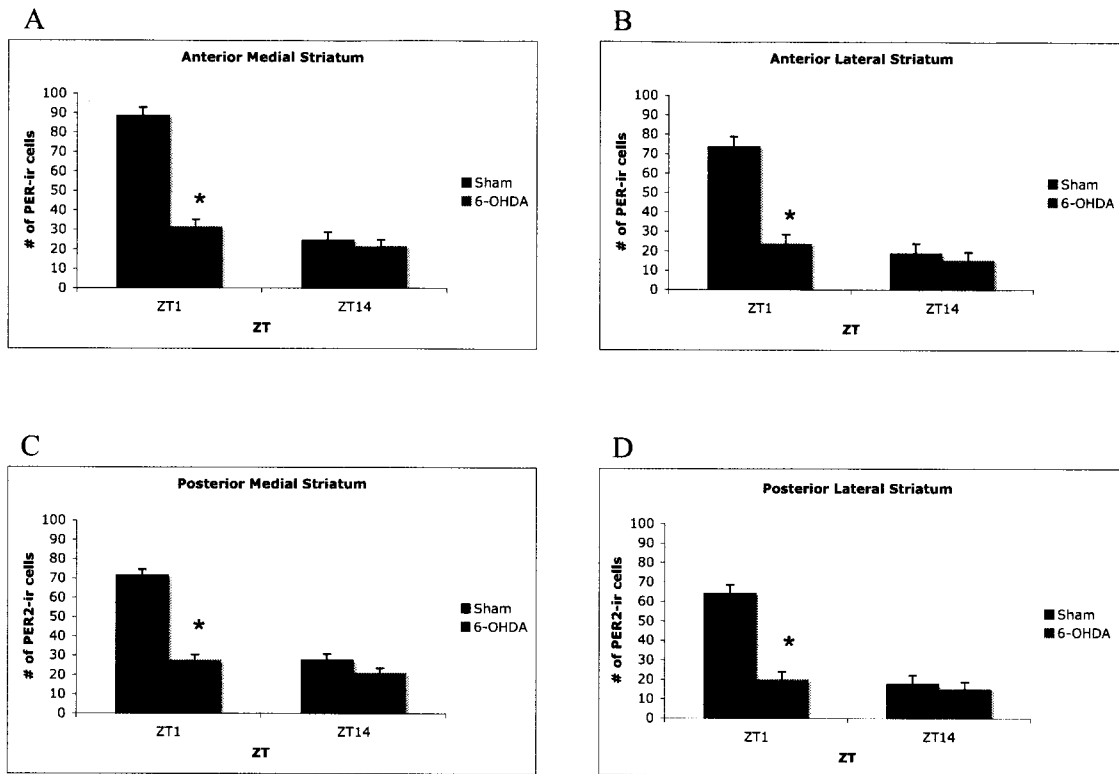 A
Anterior Medial Striatum
# of PER-ir cells
100
90
80
70
60
50
40
30
20
10
0
*
ZT1
ZT14
ZT
Sham
6-OHDA
B
Anterior Lateral Striatum
# of PER-ir cells
100
90
80
70
60
50
40
30
20
10
0
*
ZT1
ZT14
ZT
Sham
6-OHDA
C
Posterior Medial Striatum
# of PER2-ir cells
100
90
80
70
60
50
40
30
20
10
0
*
ZT1
ZT14
ZT
Sham
6-OHDA
D
Posterior Lateral Striatum
# of PER2-ir cells
100
90
80
70
60
50
40
30
20
10
0
*
ZT1
ZT14
ZT
Sham
6-OHDA